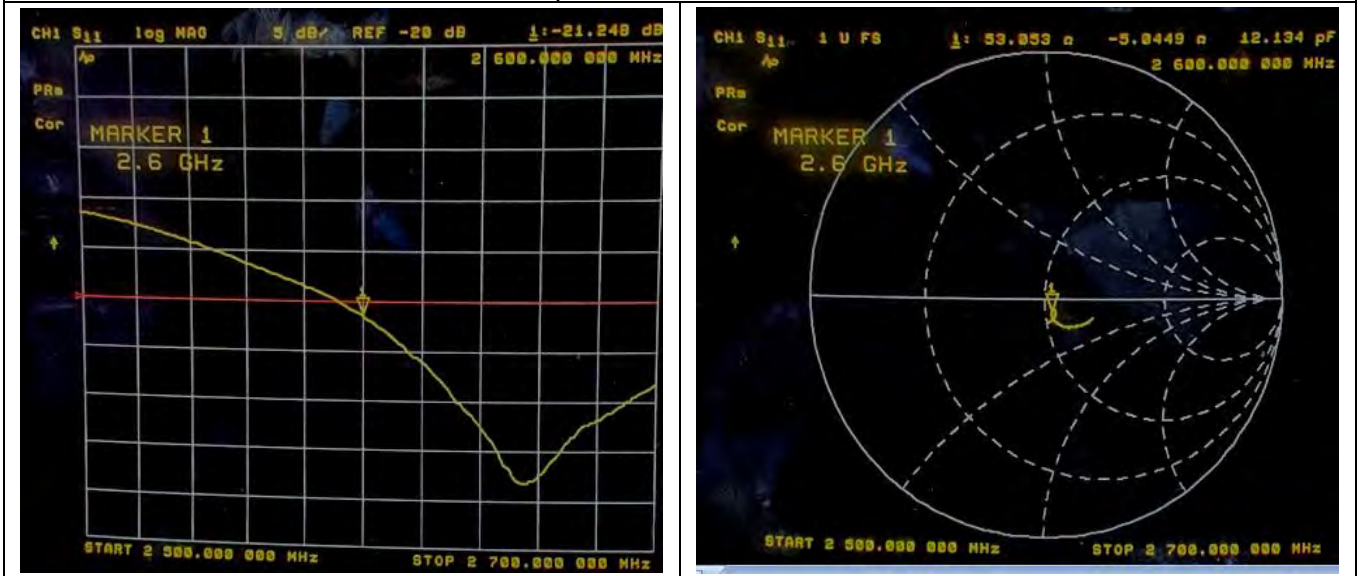 CH1 S11 log MAG 5 dB/ REF -20 dB 1:-21.248 dB
2 600.000 000 MHz
PRm
Cor
MARKER 1
2.6 GHz
START 2 500.000 000 MHz STOP 2 700.000 000 MHz
CH1 S11 1 U FS 1: 53.053 Ω -5.0449 Ω 12.134 pF
2 600.000 000 MHz
PRm
Cor
MARKER 1
2.6 GHz
START 2 500.000 000 MHz STOP 2 700.000 000 MHz